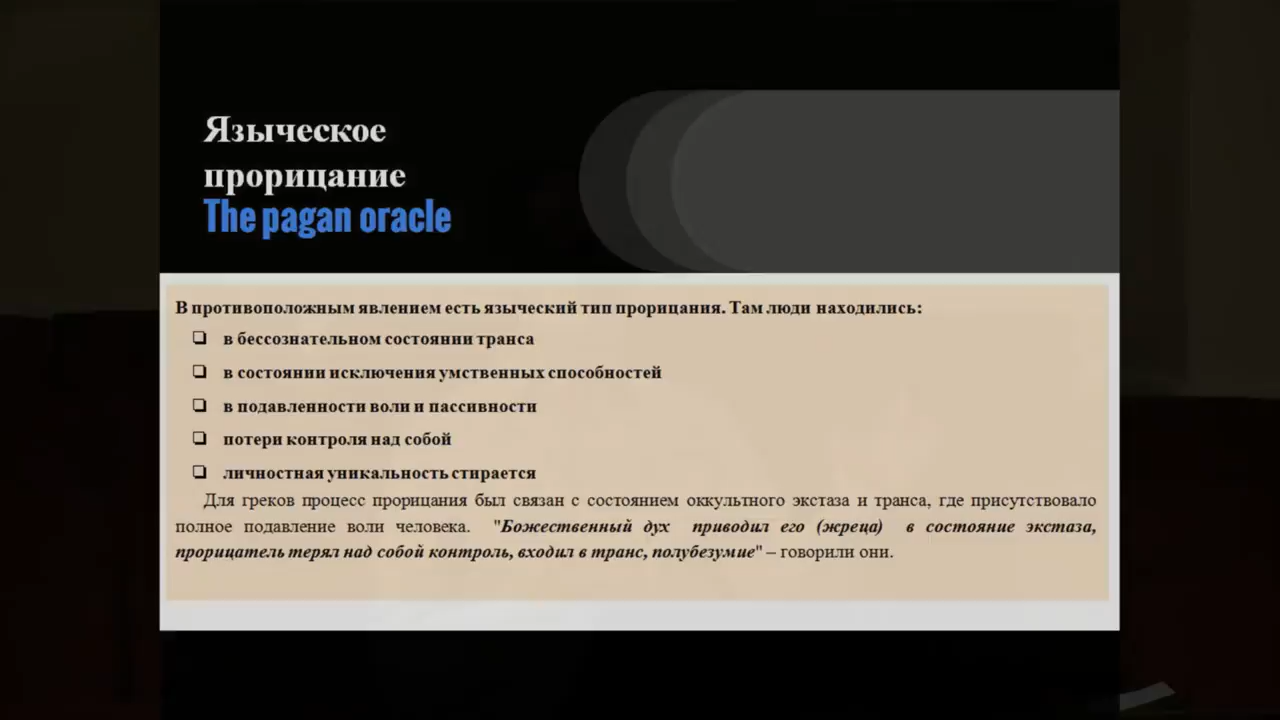 Языческое
прорицание
The pagan oracle
В противоположным явлением есть языческий тип прорицания. Там люди находились:
❑ в бессознательном состоянии транса
❑ в состоянии исключения умственных способностей
❑ в подавленности воли и пассивности
❑ потери контроля над собой
❑ личностная уникальность стирается
Для греков процесс прорицания был связан с состоянием оккультного экстаза и транса, где присутствовало
полное подавление воли человека. "Божественный дух приводил его (жреца) в состояние экстаза,
прорицатель терял над собой контроль, входил в транс, полубезумие" – говорили они.